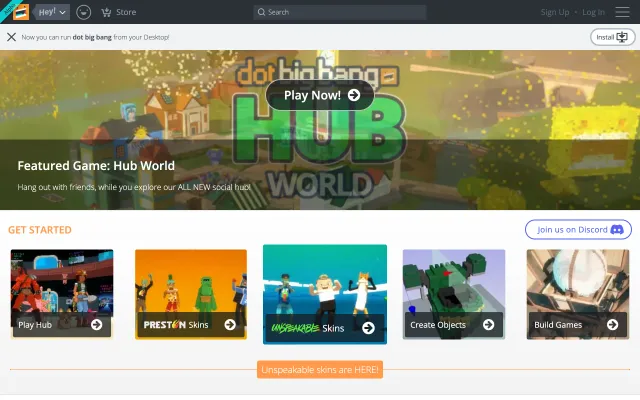 Hey!
Store
Search
Sign Up · Log In
Now you can run dot big bang from your Desktop!
Install
dot big bang
Play Now!
HUB
WORLD
Featured Game: Hub World
Hang out with friends, while you explore our ALL NEW social hub!
GET STARTED
Join us on Discord
Play Hub
PRESTON Skins
UNSPEAKABLE Skins
Create Objects
Build Games
Unspeakable skins are HERE!